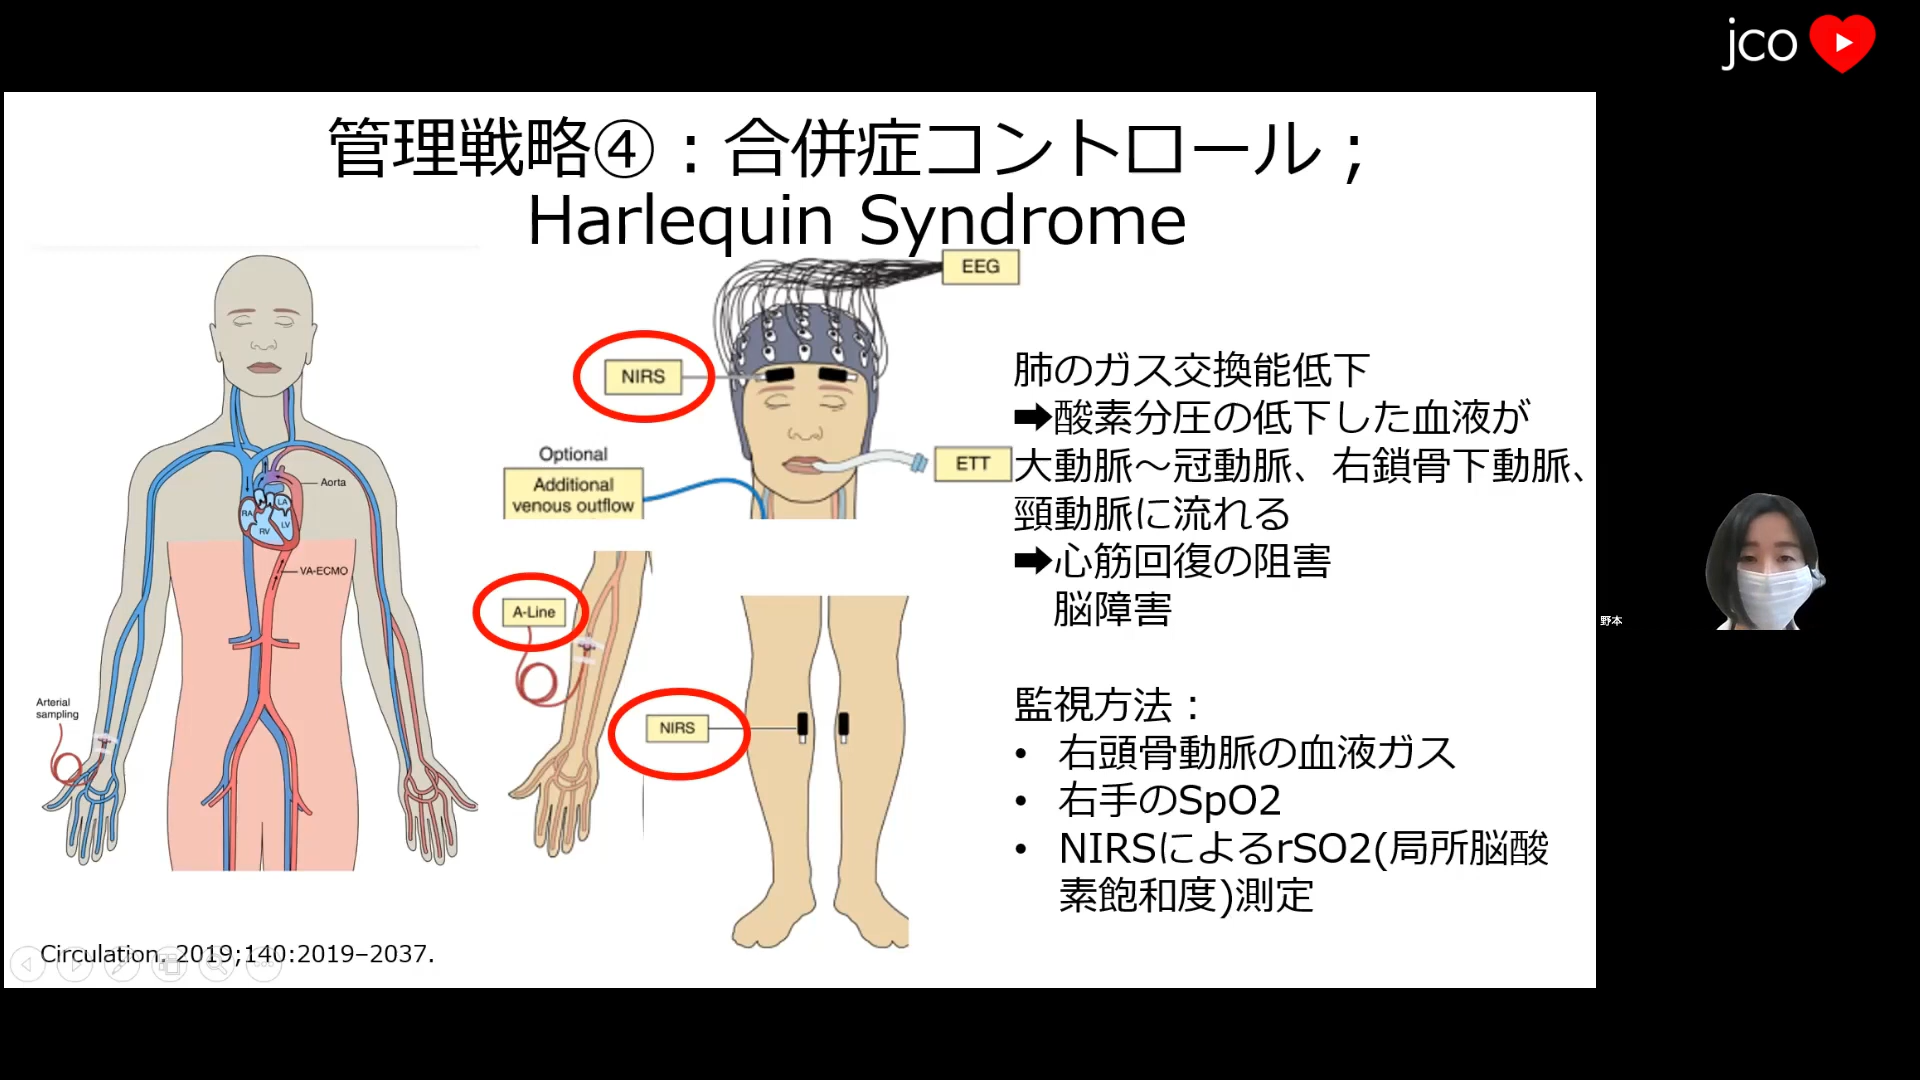 jco
管理戦略④：合併症コントロール；
Harlequin Syndrome
Aorta
RA
LA
RV
LV
VA-ECMO
Arterial
sampling
EEG
NIRS
Optional
Additional
venous outflow
ETT
A-Line
NIRS
肺のガス交換能低下
➡酸素分圧の低下した血液が
大動脈～冠動脈、右鎖骨下動脈、
頸動脈に流れる
➡心筋回復の阻害
脳障害
監視方法：
• 右頭骨動脈の血液ガス
• 右手のSpO2
• NIRSによるrSO2(局所脳酸
素飽和度)測定
Circulation. 2019;140:2019–2037.
野本